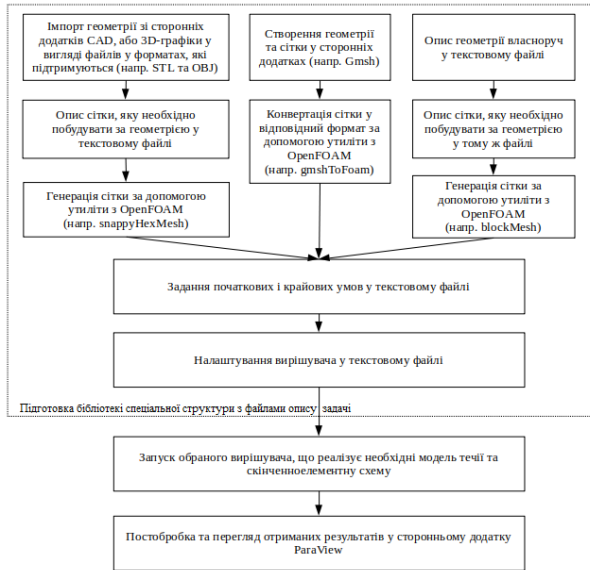 Імпорт геометрії зі сторонніх
додатків CAD, або 3D-графіки у
вигляді файлів у форматах, які
підтримуються (напр. STL та OBJ)
Створення геометрії
та сітки у сторонніх
додатках (напр. Gmsh)
Опис геометрії власноруч
у текстовому файлі
Опис сітки, яку необхідно
побудувати за геометрією у
текстовому файлі
Конвертація сітки у
відповідний формат за
допомогою утиліти з
OpenFOAM
(напр. gmshToFoam)
Опис сітки, яку необхідно
побудувати за геометрією
у тому ж файлі
Генерація сітки за допомогою
утиліти з OpenFOAM
(напр. snappyHexMesh)
Генерація сітки за
допомогою утиліти з
OpenFOAM
(напр. blockMesh)
Задання початкових і крайових умов у текстовому файлі
Налаштування вирішувача у текстовому файлі
Підготовка бібліотекі спеціальної структури з файлами опису задачі
Запуск обраного вирішувача, що реалізує необхідні модель течії та
скінченноелементну схему
Постобробка та перегляд отриманих результатів у сторонньому додатку
ParaView